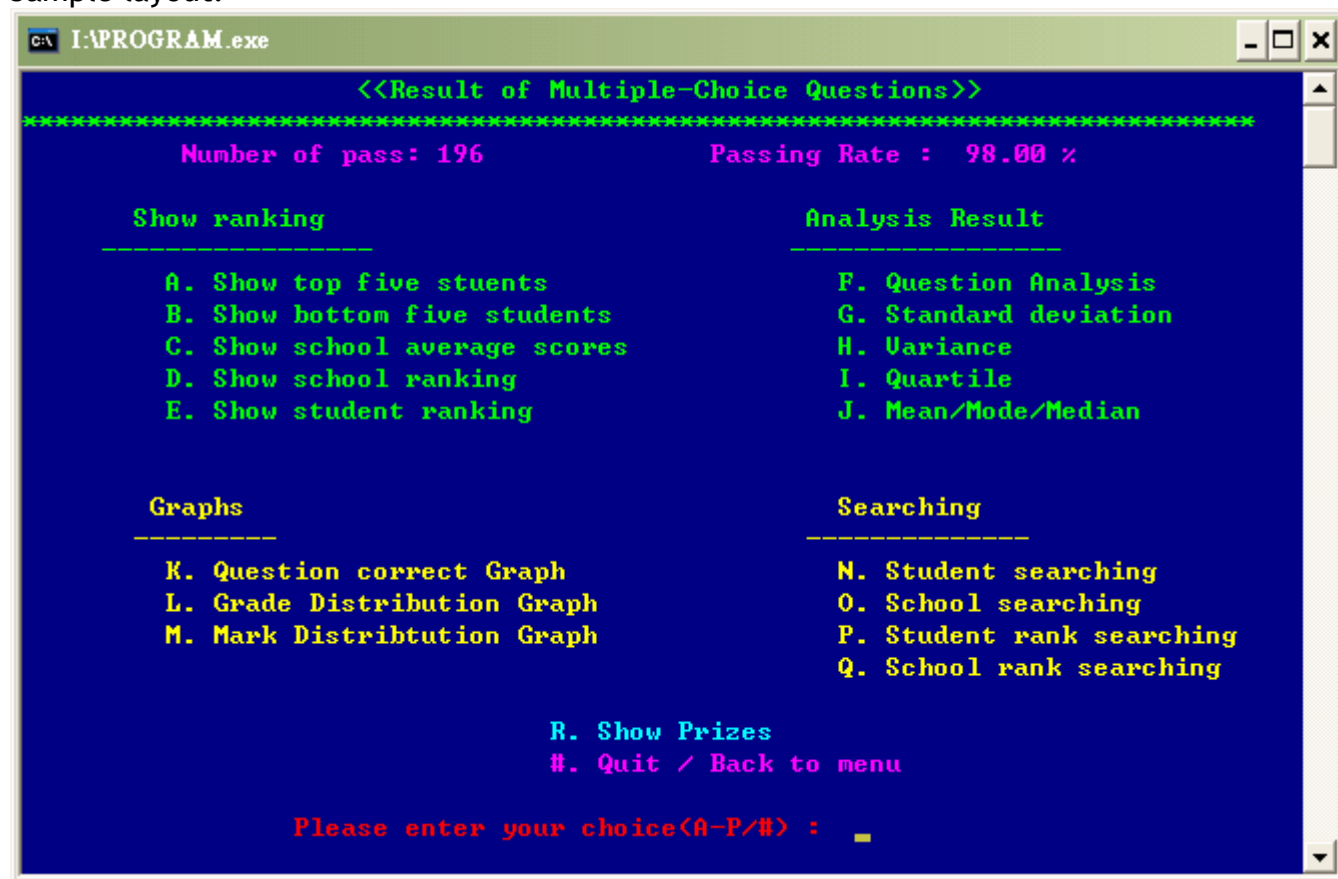 sample layout:
I:\PROGRAM.exe
<<Result of Multiple-Choice Questions>>
*****************************************************************************
Number of pass: 196 Passing Rate : 98.00 %
Show ranking Analysis Result
----------------- -----------------
A. Show top five stuents F. Question Analysis
B. Show bottom five students G. Standard deviation
C. Show school average scores H. Variance
D. Show school ranking I. Quartile
E. Show student ranking J. Mean/Mode/Median
Graphs Searching
--------- --------------
K. Question correct Graph N. Student searching
L. Grade Distribution Graph O. School searching
M. Mark Distribtution Graph P. Student rank searching
Q. School rank searching
R. Show Prizes
#. Quit / Back to menu
Please enter your choice(A-P/#) : _